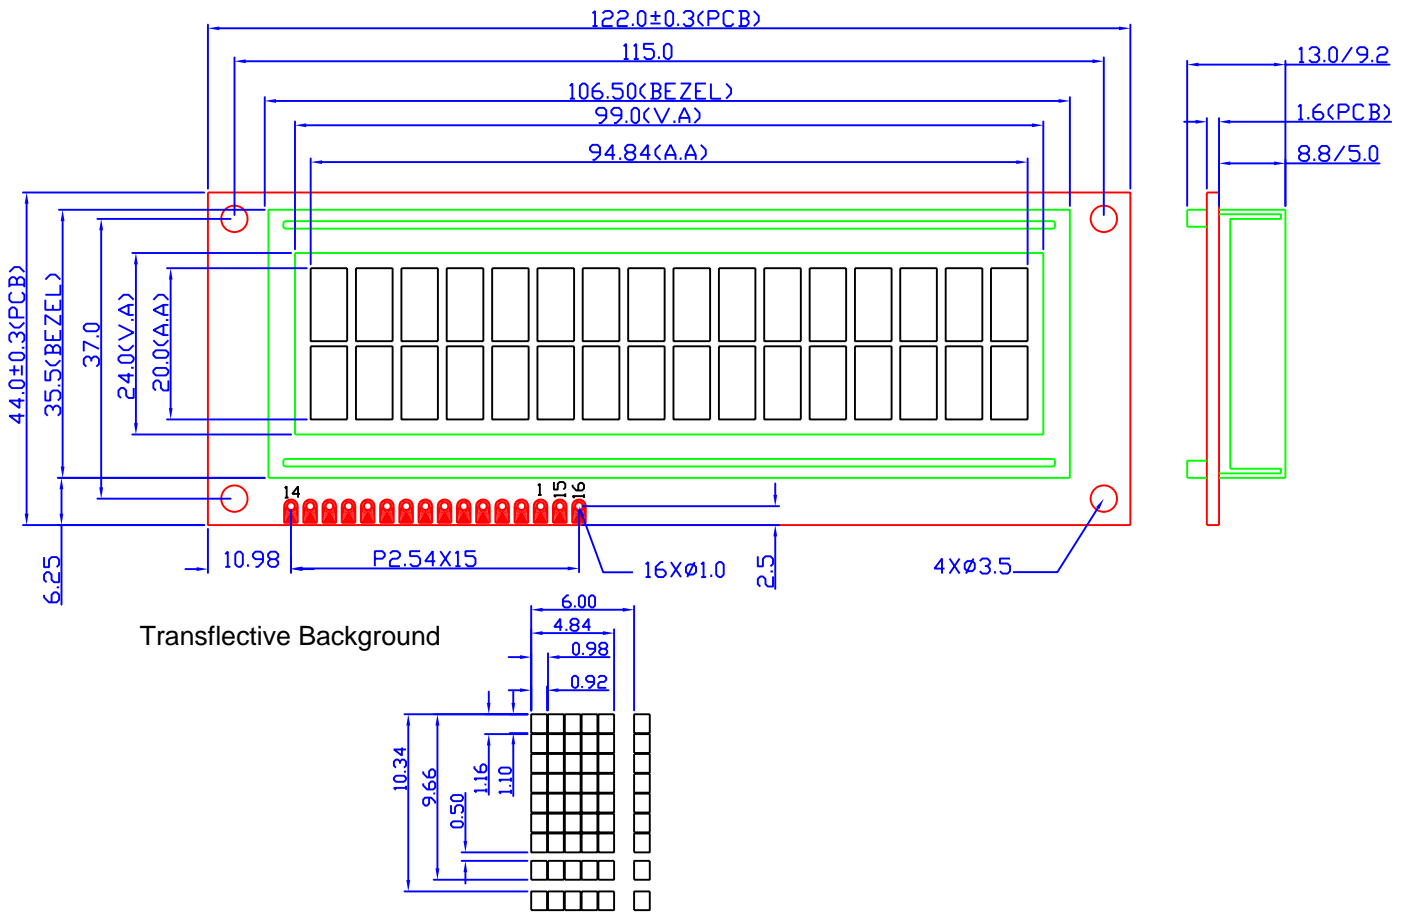 122.0±0.3(PCB)
115.0
13.0/9.2
106.50(BEZEL)
99.0(V.A)
1.6(PCB)
94.84(A.A)
8.8/5.0
44.0±0.3(PCB)
35.5(BEZEL)
37.0
24.0(V.A)
20.0(A.A)
14
1
15
16
6.25
10.98
P2.54X15
16Xø1.0
2.5
4Xø3.5
Transflective Background
6.00
4.84
0.98
0.92
10.34
9.66
0.50
1.16
1.10